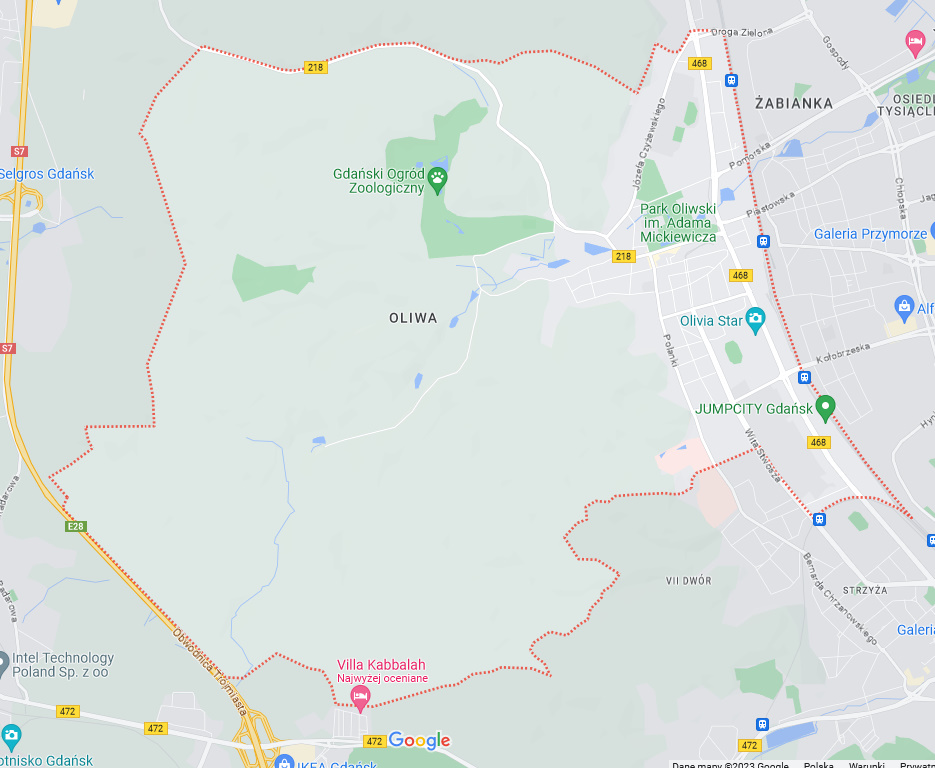 Droga Zielona
218
468
Gospody
ŻABIANKA
OSIEDL
TYSIĄCLE
S7
Selgros Gdańsk
Józefa Czyżewskiego
Pomorska
Gdański Ogród
Zoologiczny
Chłopska
Piastowska
Park Oliwski
im. Adama
Mickiewicza
Galeria Przymorze
218
468
OLIWA
Olivia Star
Alf
S7
Polanki
Kołobrzeska
JUMPCITY Gdańsk
Wita Stwosza
468
E28
VII DWÓR
Bernarda Chrzanowskiego
STRZYŻA
Obwodnica Trójmiasta
Galeria
Intel Technology
Poland Sp. z oo
Villa Kabbalah
Najwyżej oceniane
472
472
472
Google
472
IKEA Gdańsk
otnisko Gdańsk
Dane mapy ©2023 Google
Polska
Warunki
Prywatn